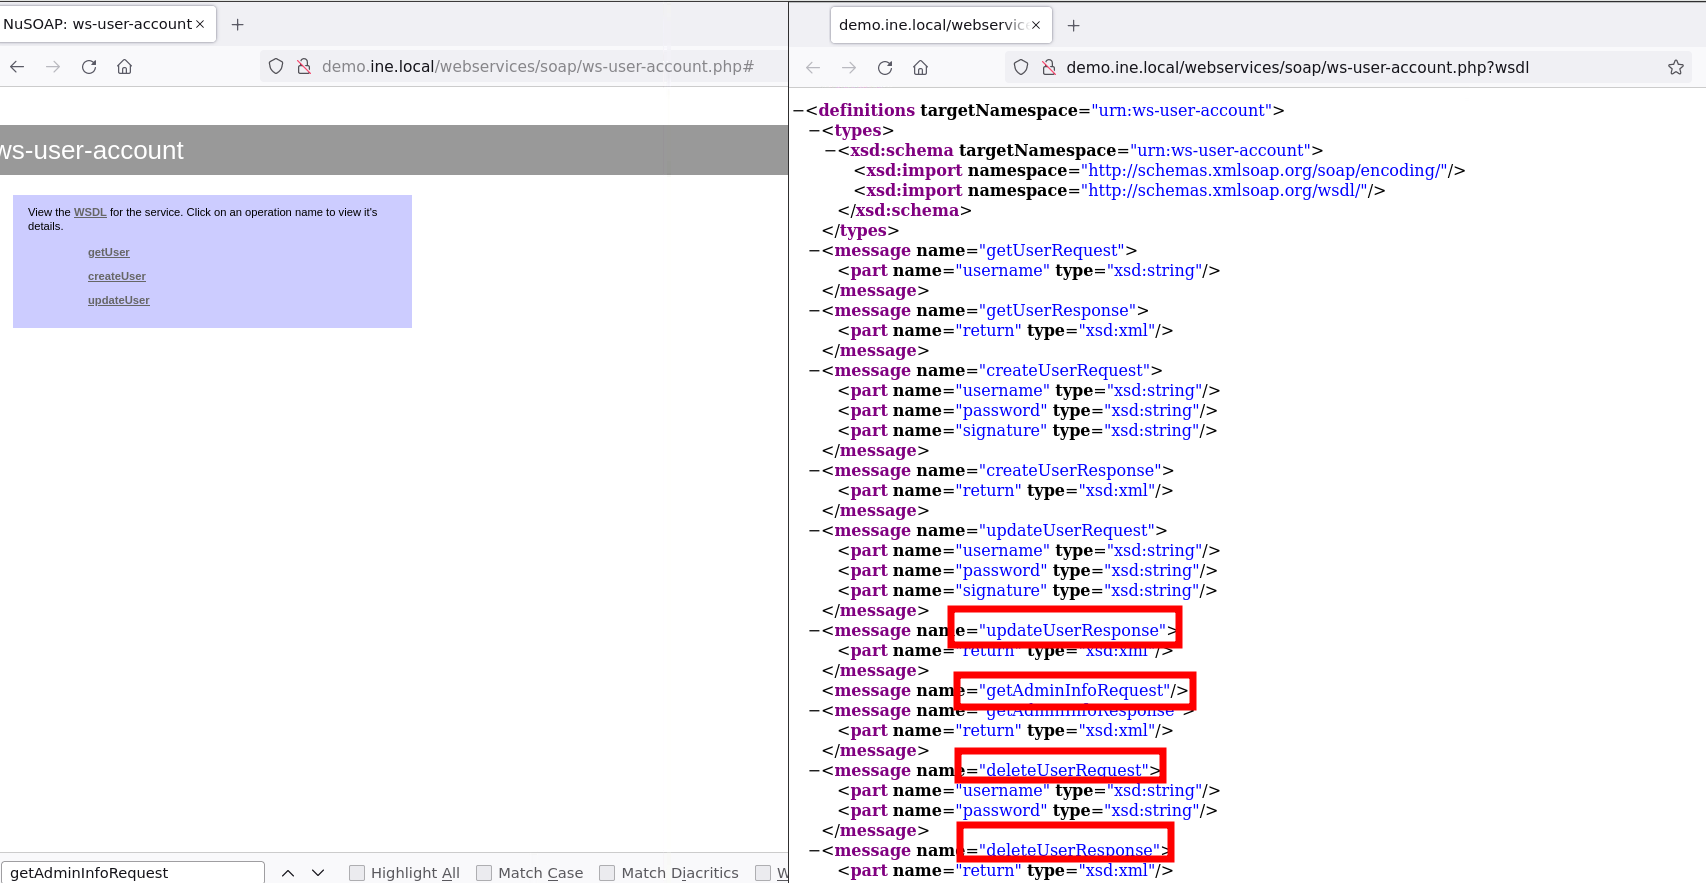 NuSOAP: ws-user-account
demo.ine.local/webservices/soap/ws-user-account.php#
ws-user-account
View the WSDL for the service. Click on an operation name to view it's
details.
getUser
createUser
updateUser
getAdminInfoRequest
Highlight All
Match Case
Match Diacritics
W
demo.ine.local/webservic
demo.ine.local/webservices/soap/ws-user-account.php?wsdl
−<definitions targetNamespace="urn:ws-user-account">
−<types>
−<xsd:schema targetNamespace="urn:ws-user-account">
<xsd:import namespace="http://schemas.xmlsoap.org/soap/encoding/"/>
<xsd:import namespace="http://schemas.xmlsoap.org/wsdl/"/>
</xsd:schema>
</types>
−<message name="getUserRequest">
<part name="username" type="xsd:string"/>
</message>
−<message name="getUserResponse">
<part name="return" type="xsd:xml"/>
</message>
−<message name="createUserRequest">
<part name="username" type="xsd:string"/>
<part name="password" type="xsd:string"/>
<part name="signature" type="xsd:string"/>
</message>
−<message name="createUserResponse">
<part name="return" type="xsd:xml"/>
</message>
−<message name="updateUserRequest">
<part name="username" type="xsd:string"/>
<part name="password" type="xsd:string"/>
<part name="signature" type="xsd:string"/>
</message>
−<message name="updateUserResponse">
<part name="return" type="xsd:xml"/>
</message>
<message name="getAdminInfoRequest"/>
−<message name="getAdminInfoResponse">
<part name="return" type="xsd:xml"/>
</message>
−<message name="deleteUserRequest">
<part name="username" type="xsd:string"/>
<part name="password" type="xsd:string"/>
</message>
−<message name="deleteUserResponse">
<part name="return" type="xsd:xml"/>